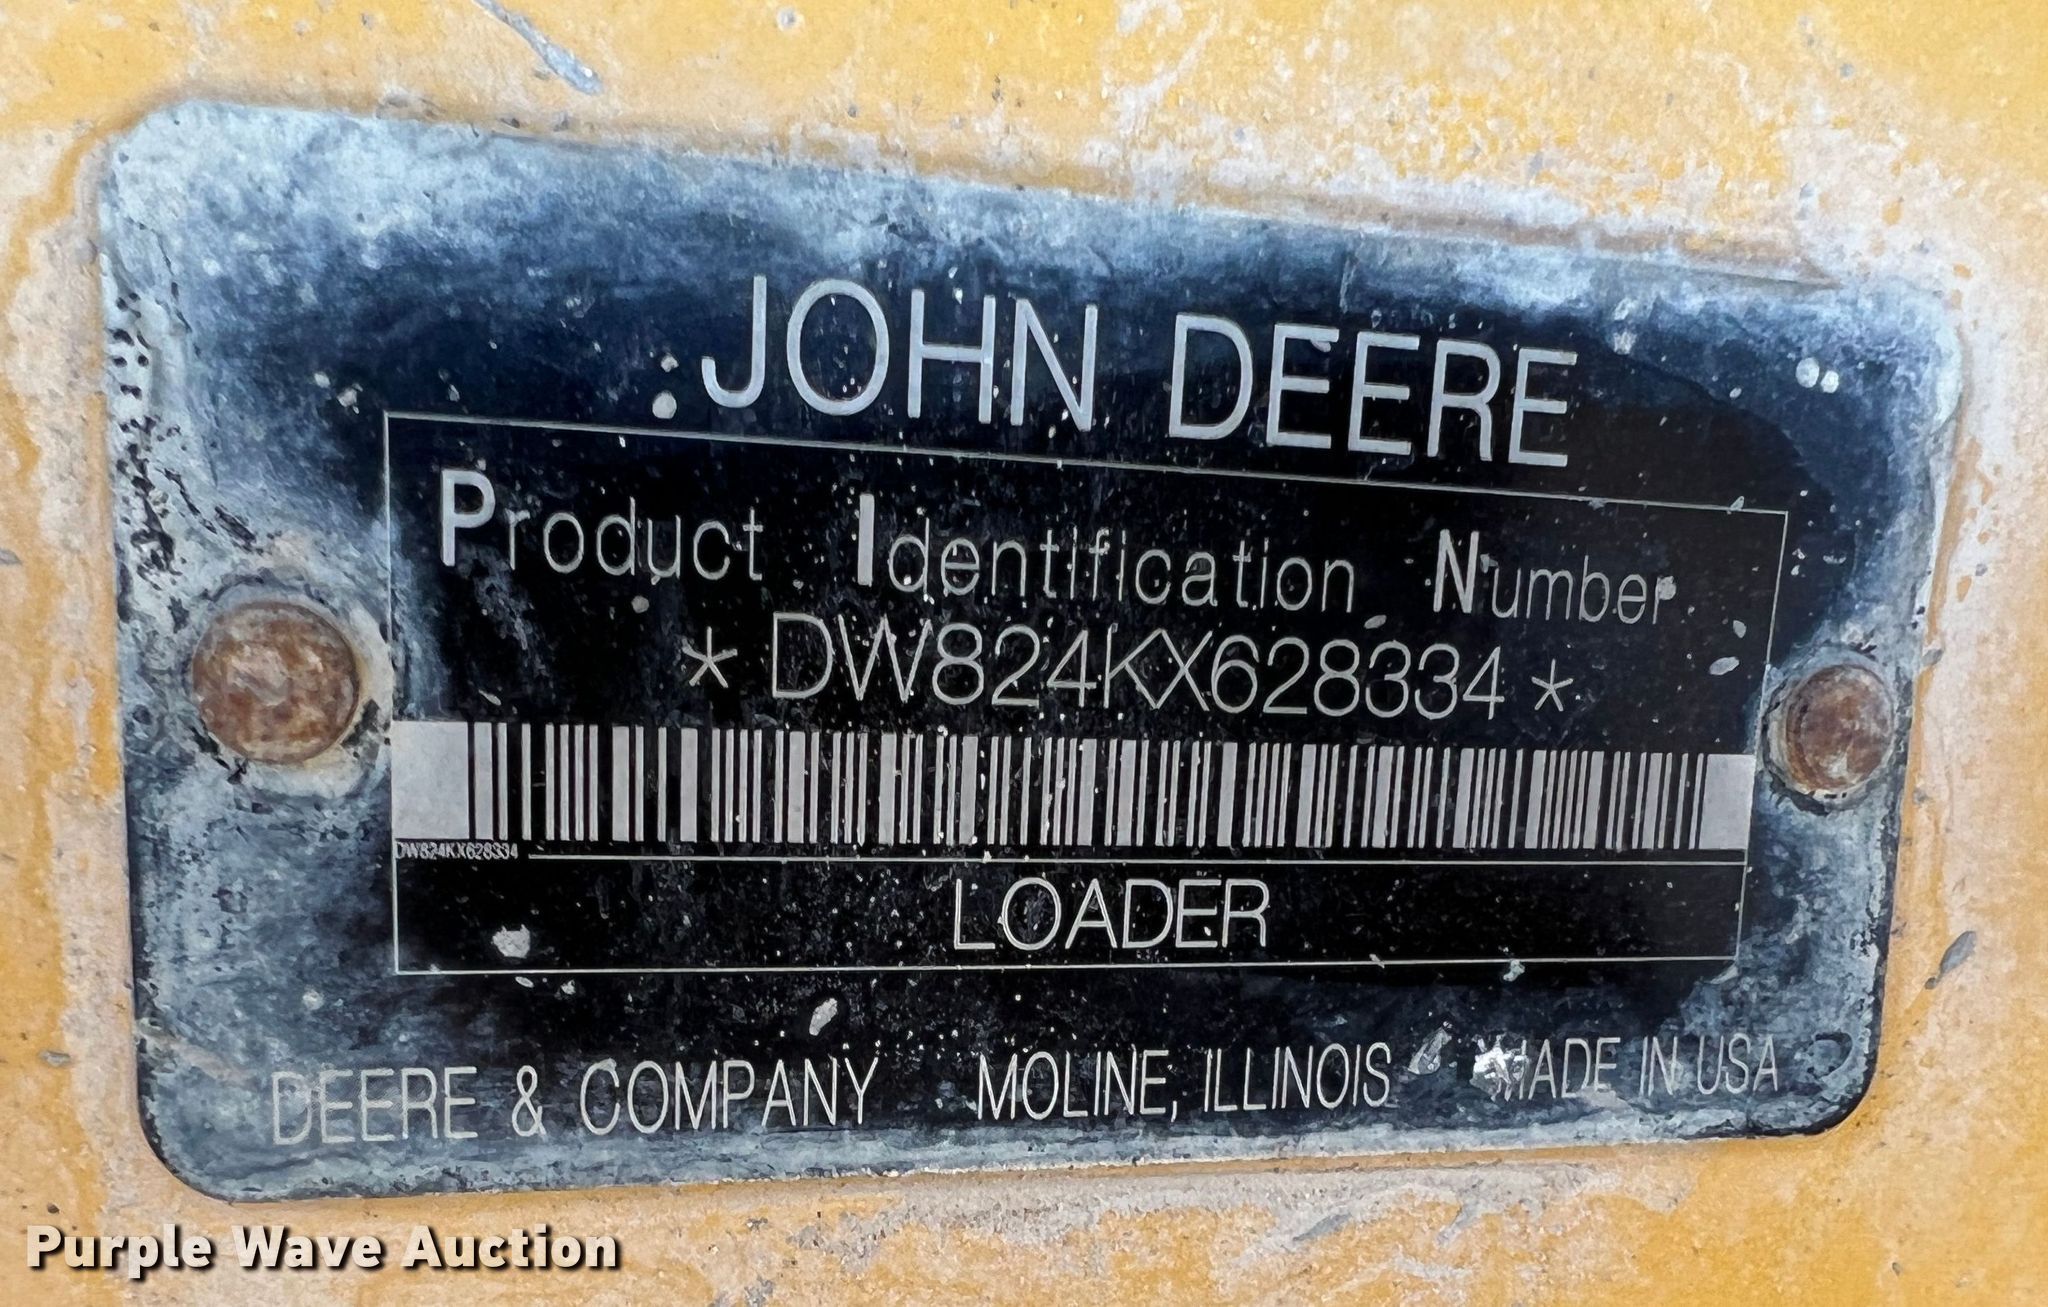 JOHN DEERE
Product Identification Number
* DW824KX628334 *
DW824KX628334
LOADER
DEERE & COMPANY MOLINE, ILLINOIS MADE IN USA
Purple Wave Auction